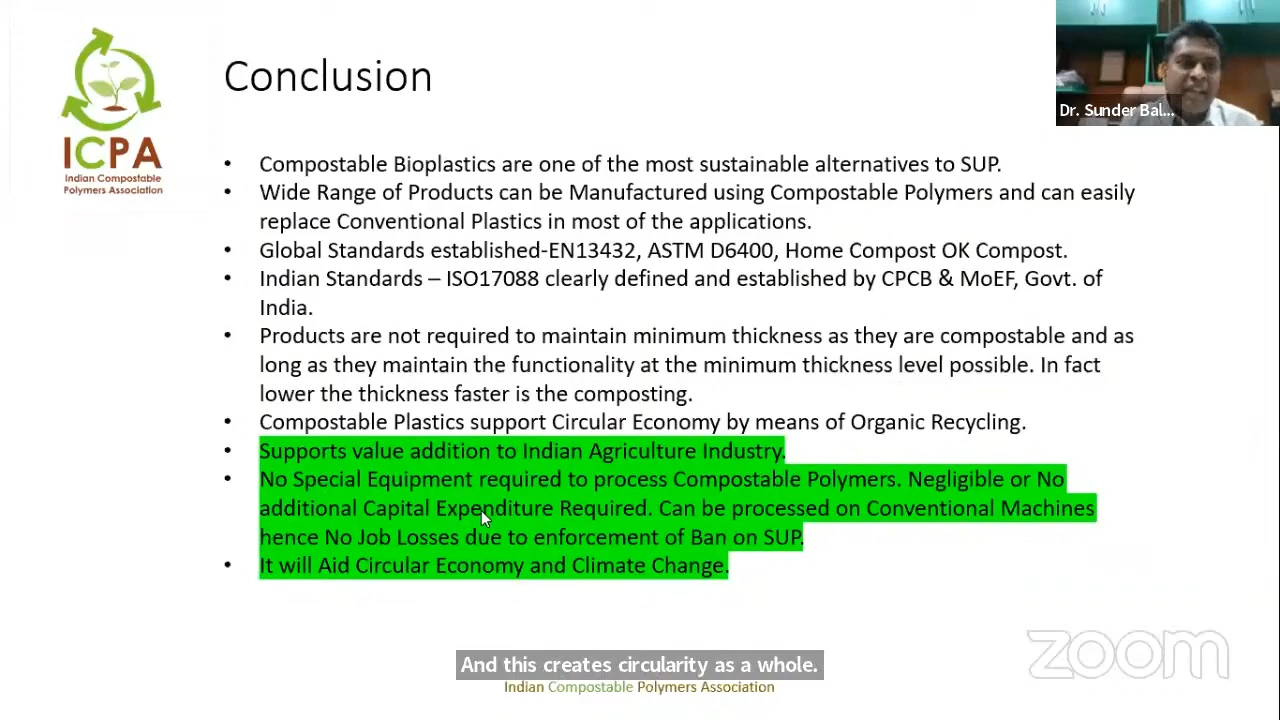 ICPA
Indian Compostable
Polymers Association
Conclusion
Dr. Sunder Bal...
• Compostable Bioplastics are one of the most sustainable alternatives to SUP.
• Wide Range of Products can be Manufactured using Compostable Polymers and can easily
replace Conventional Plastics in most of the applications.
• Global Standards established-EN13432, ASTM D6400, Home Compost OK Compost.
• Indian Standards – ISO17088 clearly defined and established by CPCB & MoEF, Govt. of
India.
• Products are not required to maintain minimum thickness as they are compostable and as
long as they maintain the functionality at the minimum thickness level possible. In fact
lower the thickness faster is the composting.
• Compostable Plastics support Circular Economy by means of Organic Recycling.
• Supports value addition to Indian Agriculture Industry.
• No Special Equipment required to process Compostable Polymers. Negligible or No
additional Capital Expenditure Required. Can be processed on Conventional Machines
hence No Job Losses due to enforcement of Ban on SUP.
• It will Aid Circular Economy and Climate Change.
And this creates circularity as a whole.
Indian Compostable Polymers Association
zoom